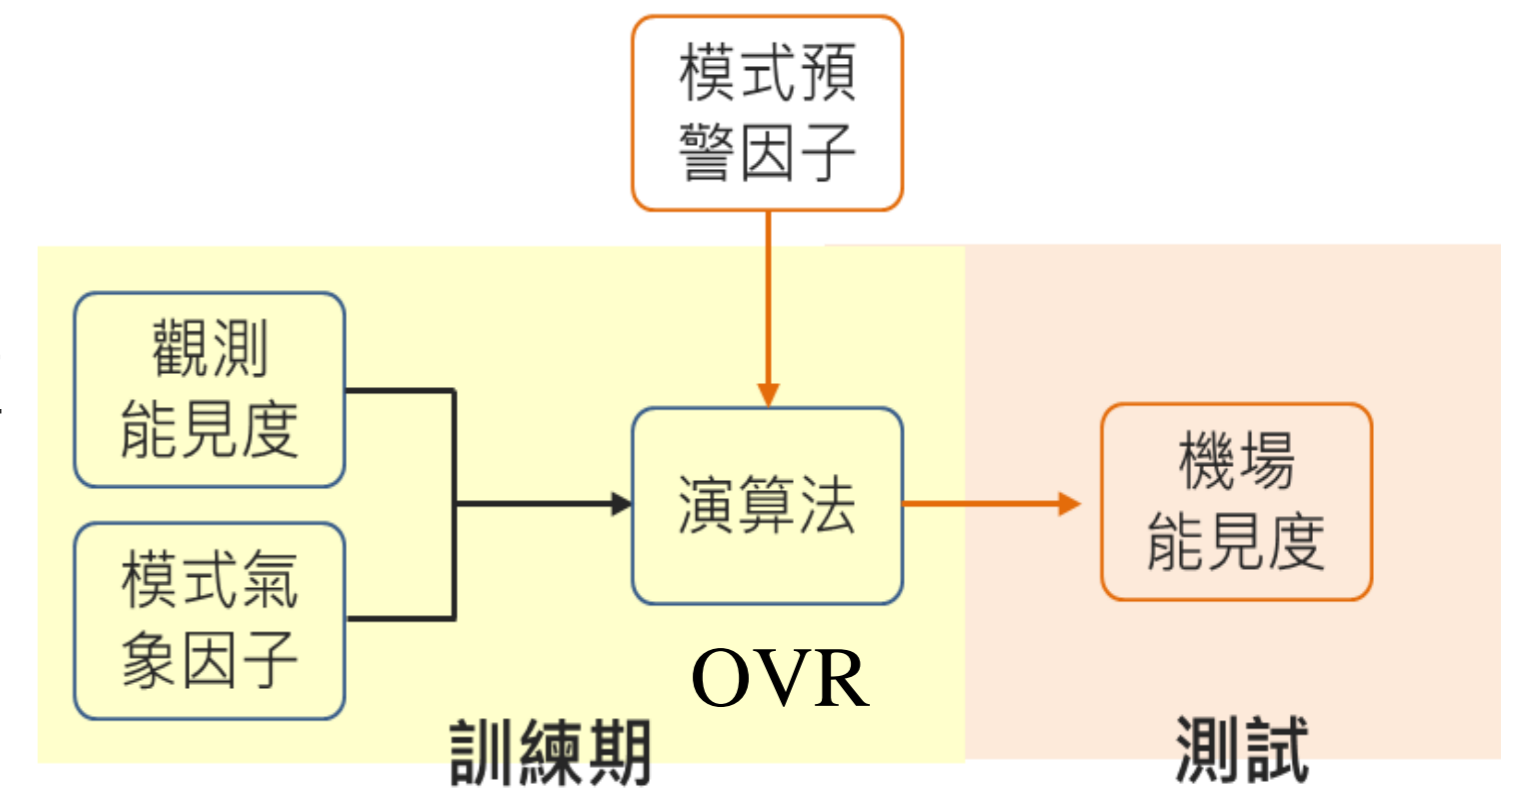 模式預
警因子
觀測
能見度
模式氣
象因子
演算法
OVR
訓練期
機場
能見度
測試